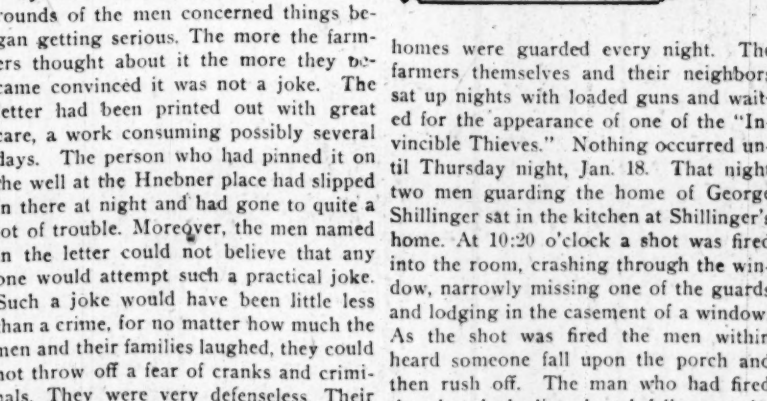 rounds of the men concerned things be-
gan getting serious. The more the farm-
ers thought about it the more they be-
came convinced it was not a joke. The
letter had been printed out with great
care, a work consuming possibly several
days. The person who had pinned it on
the well at the Hnebner place had slipped
in there at night and had gone to quite a
lot of trouble. Moreover, the men named
in the letter could not believe that any
one would attempt such a practical joke.
Such a joke would have been little less
than a crime, for no matter how much the
men and their families laughed, they could
not throw off a fear of cranks and crimi-
nals. They were very defenseless. Their
homes were guarded every night. The
farmers themselves and their neighbors
sat up nights with loaded guns and wait-
ed for the appearance of one of the "In-
vincible Thieves." Nothing occurred un-
til Thursday night, Jan. 18. That night
two men guarding the home of George
Shillinger sat in the kitchen at Shillinger's
home. At 10:20 o'clock a shot was fired
into the room, crashing through the win-
dow, narrowly missing one of the guards
and lodging in the casement of a window.
As the shot was fired the men within
heard someone fall upon the porch and
then rush off. The man who had fired